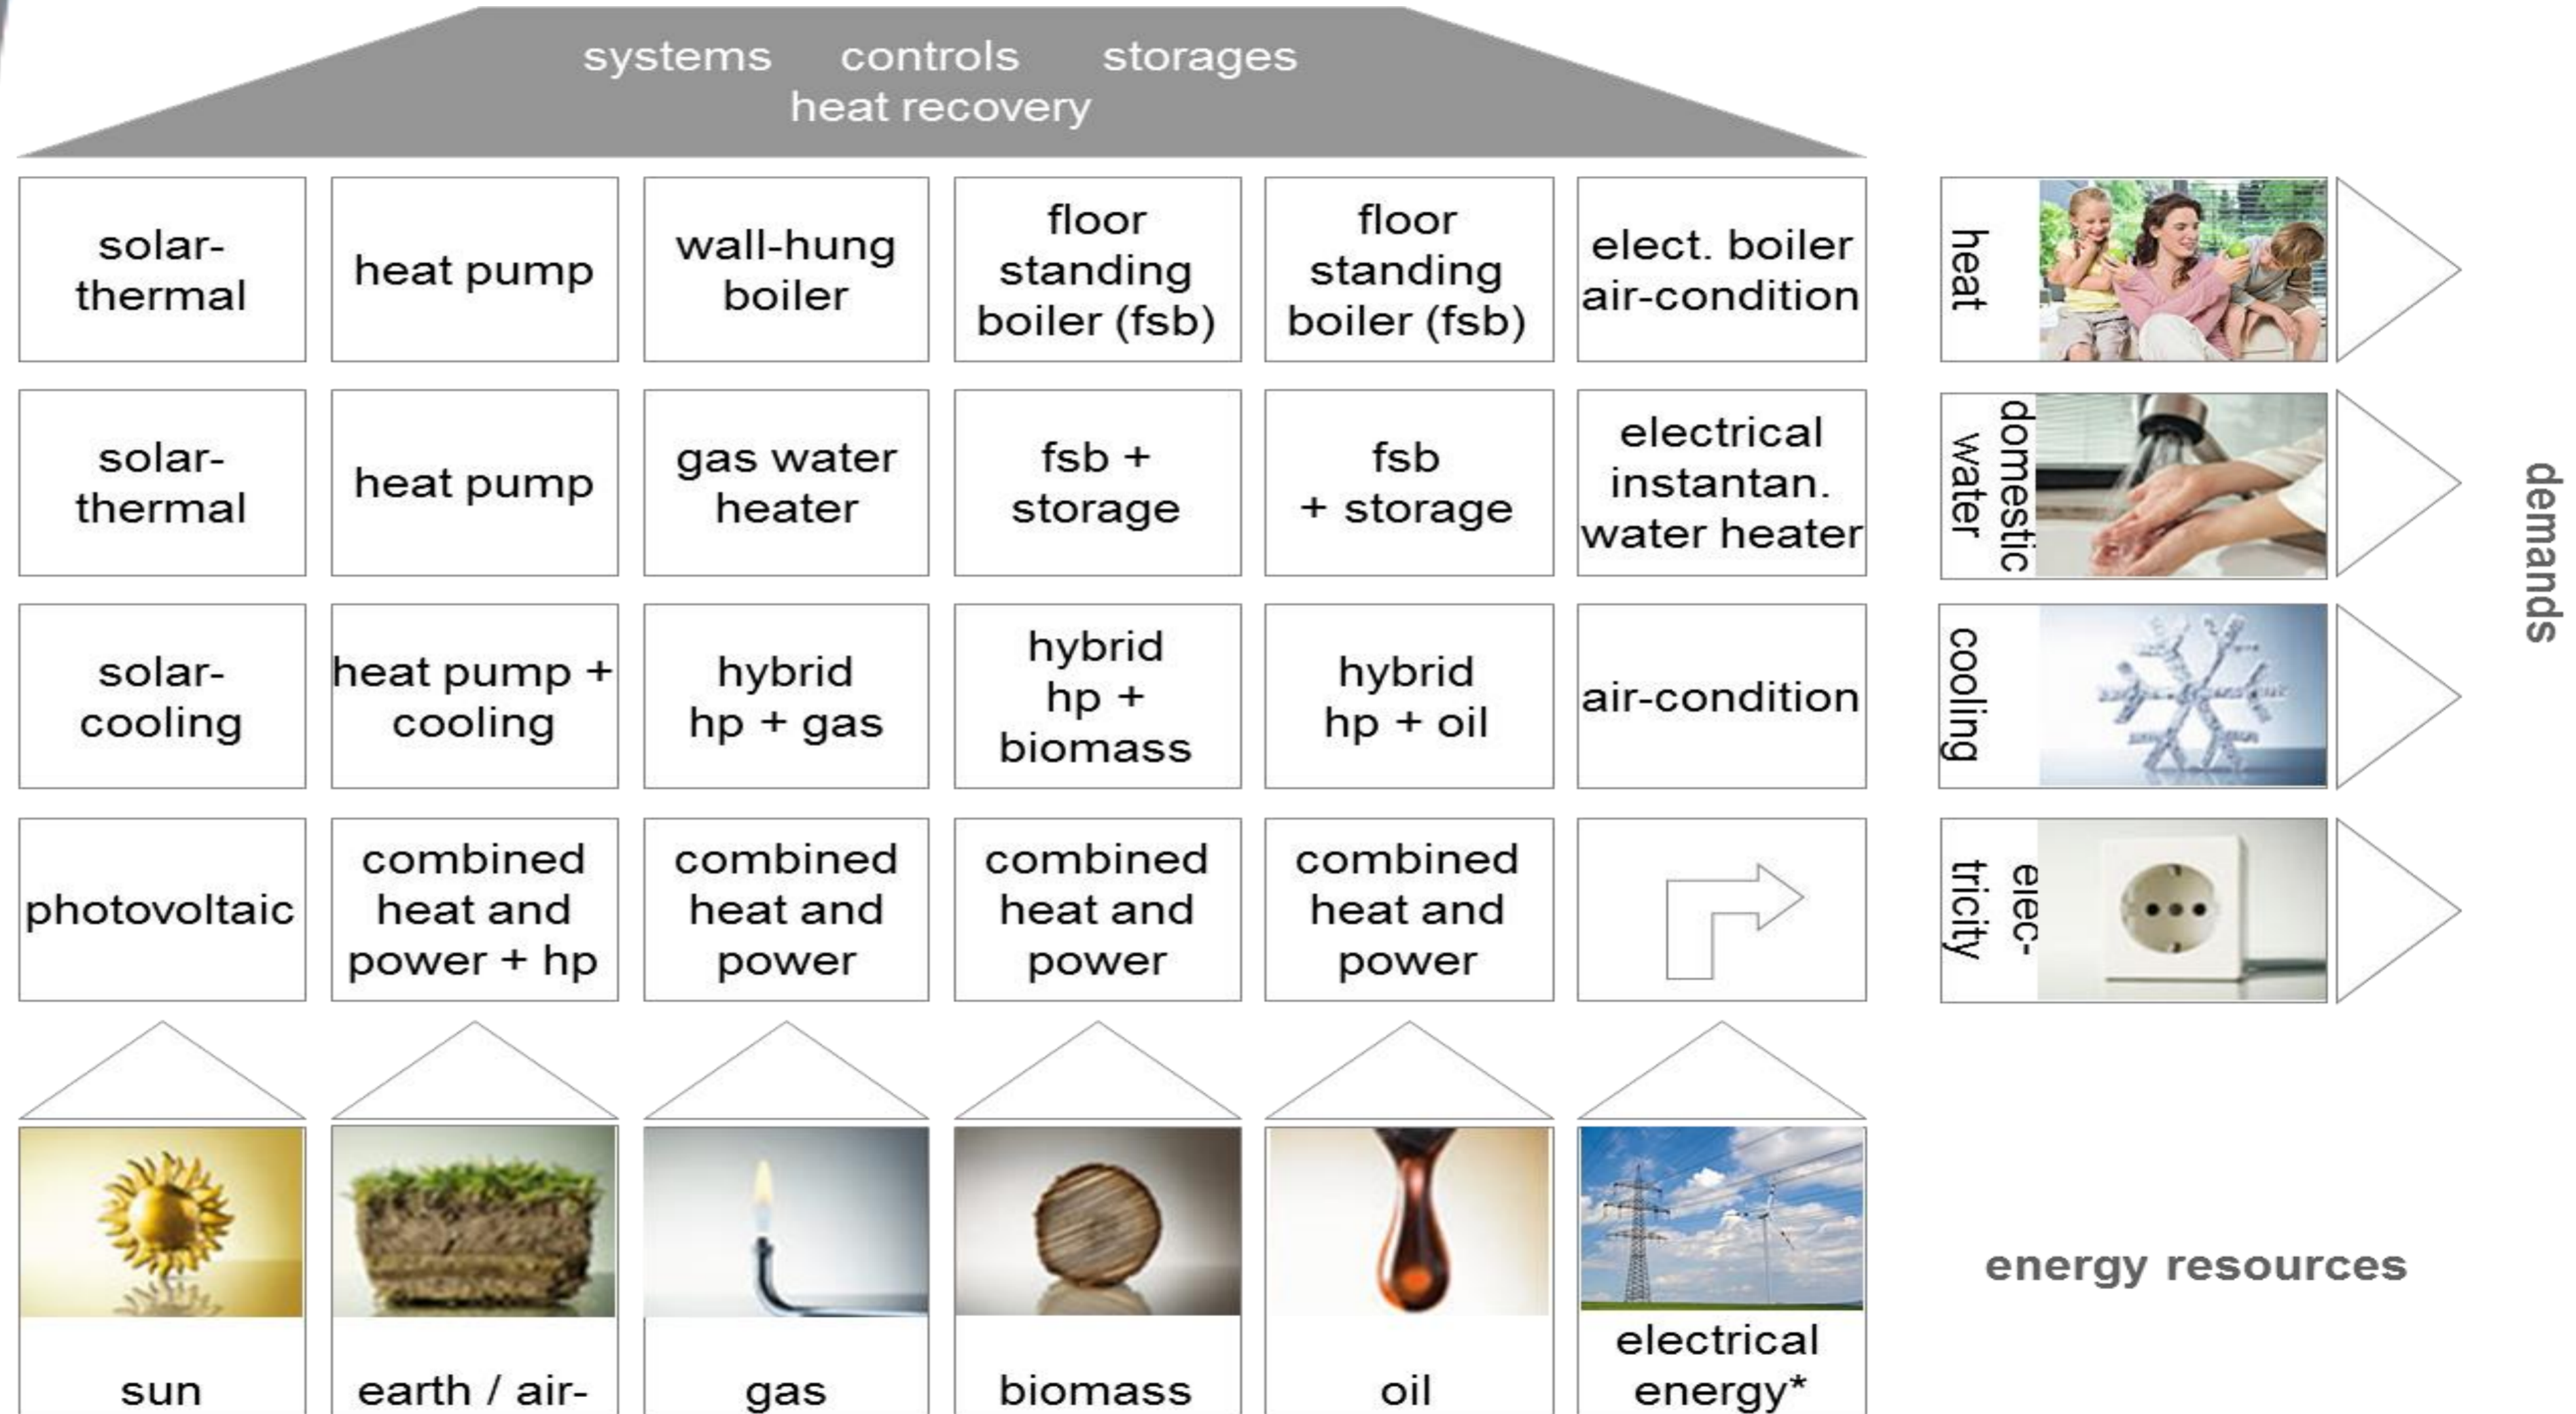 systems controls storages
heat recovery
solar-
thermal
heat pump
wall-hung
boiler
floor
standing
boiler (fsb)
floor
standing
boiler (fsb)
elect. boiler
air-condition
heat
solar-
thermal
heat pump
gas water
heater
fsb +
storage
fsb
+ storage
electrical
instantan.
water heater
domestic
water
solar-
cooling
heat pump +
cooling
hybrid
hp + gas
hybrid
hp +
biomass
hybrid
hp + oil
air-condition
cooling
photovoltaic
combined
heat and
power + hp
combined
heat and
power
combined
heat and
power
combined
heat and
power
elec-
tricity
demands
sun
earth / air-
gas
biomass
oil
electrical
energy*
energy resources